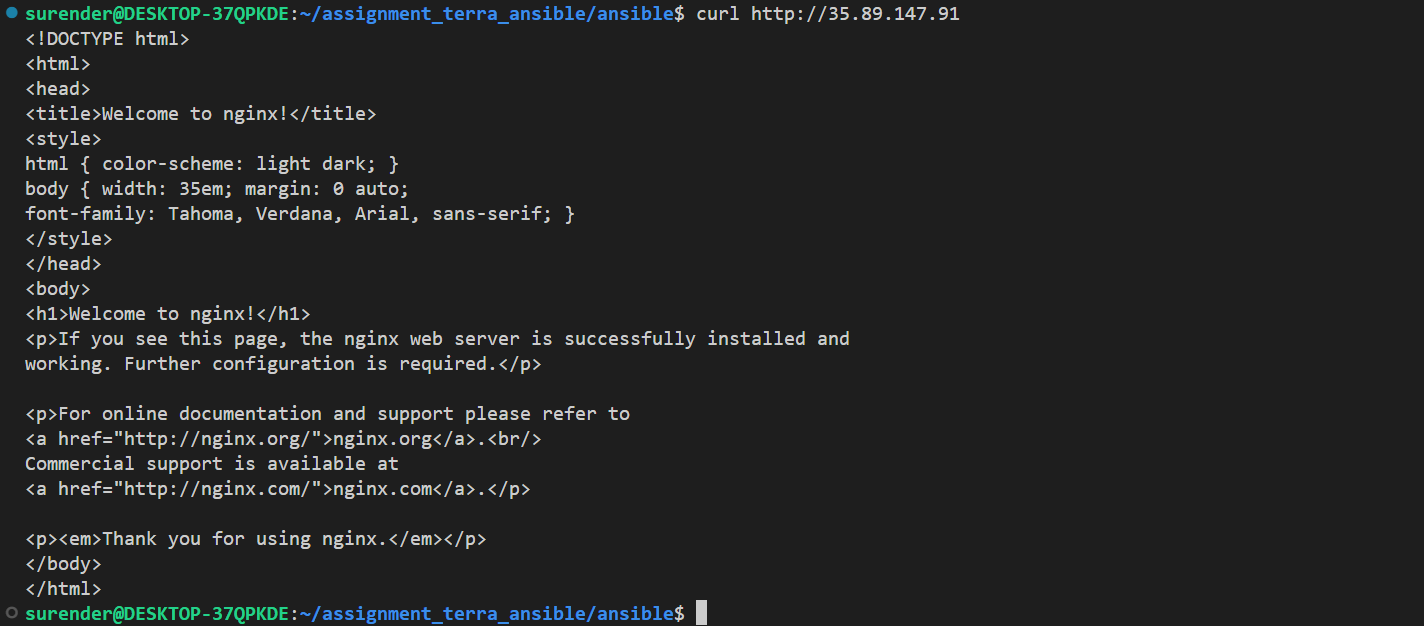 surender@DESKTOP-37QPKDE:~/assignment_terra_ansible/ansible$ curl http://35.89.147.91
<!DOCTYPE html>
<html>
<head>
<title>Welcome to nginx!</title>
<style>
html { color-scheme: light dark; }
body { width: 35em; margin: 0 auto;
font-family: Tahoma, Verdana, Arial, sans-serif; }
</style>
</head>
<body>
<h1>Welcome to nginx!</h1>
<p>If you see this page, the nginx web server is successfully installed and
working. Further configuration is required.</p>

<p>For online documentation and support please refer to
<a href="http://nginx.org/">nginx.org</a>.<br/>
Commercial support is available at
<a href="http://nginx.com/">nginx.com</a>.</p>

<p><em>Thank you for using nginx.</em></p>
</body>
</html>
surender@DESKTOP-37QPKDE:~/assignment_terra_ansible/ansible$